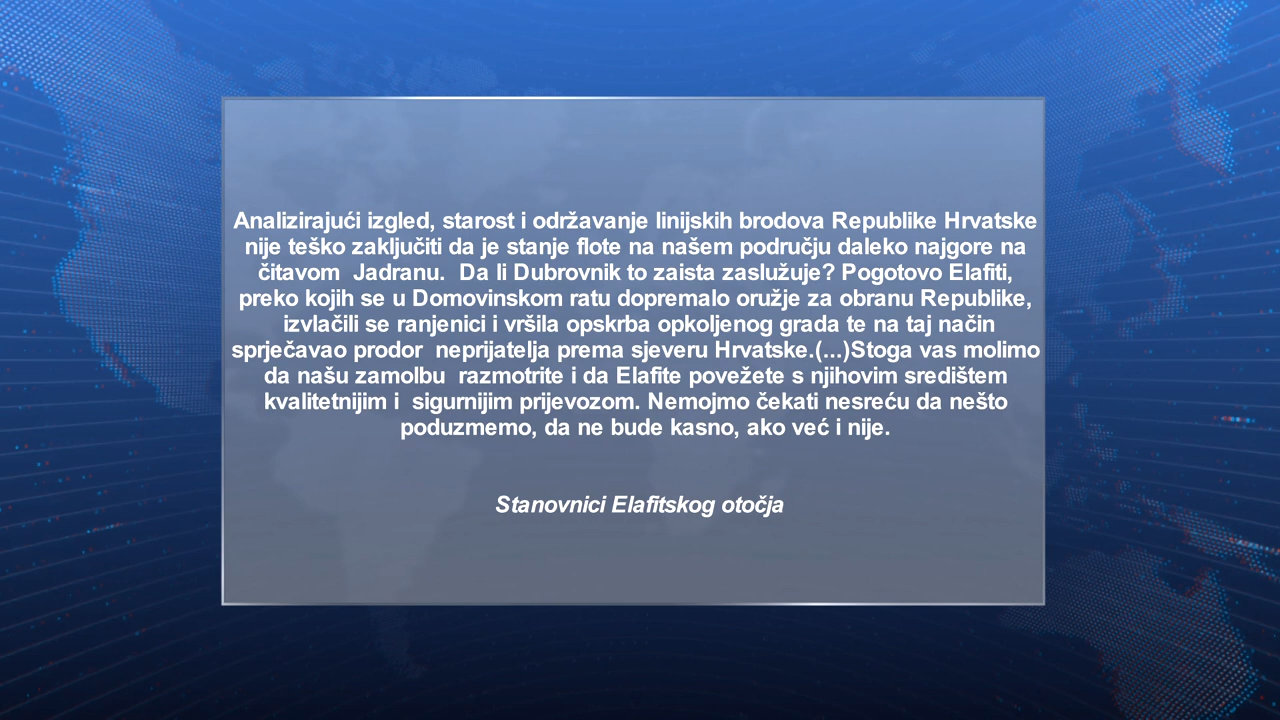 Analizirajući izgled, starost i održavanje linijskih brodova Republike Hrvatske
nije teško zaključiti da je stanje flote na našem području daleko najgore na
čitavom  Jadranu.  Da li Dubrovnik to zaista zaslužuje? Pogotovo Elafiti,
preko kojih se u Domovinskom ratu dopremalo oružje za obranu Republike,
izvlačili se ranjenici i vršila opskrba opkoljenog grada te na taj način
sprječavao prodor  neprijatelja prema sjeveru Hrvatske.(...)Stoga vas molimo
da našu zamolbu  razmotrite i da Elafite povežete s njihovim središtem
kvalitetnijim i  sigurnijim prijevozom. Nemojmo čekati nesreću da nešto
poduzmemo, da ne bude kasno, ako već i nije.
Stanovnici Elafitskog otočja